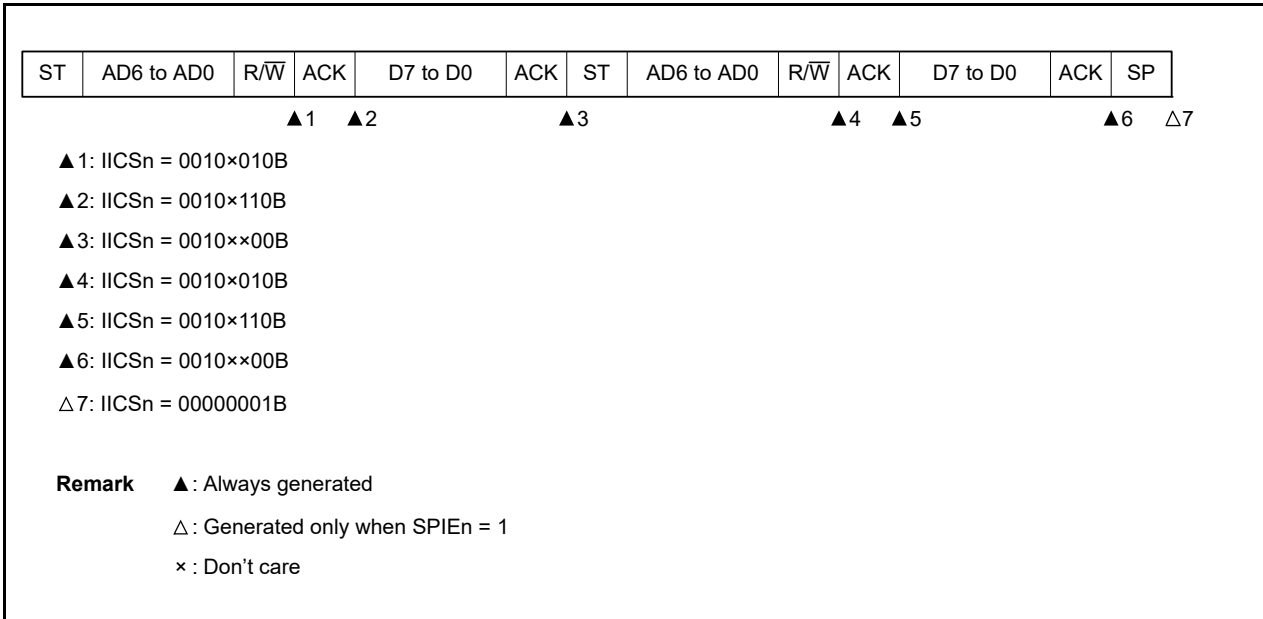 ST AD6 to AD0 R/W̅ ACK D7 to D0 ACK ST AD6 to AD0 R/W̅ ACK D7 to D0 ACK SP
▲1 ▲2 ▲3 ▲4 ▲5 ▲6 △7
▲1: IICSn = 0010×010B
▲2: IICSn = 0010×110B
▲3: IICSn = 0010××00B
▲4: IICSn = 0010×010B
▲5: IICSn = 0010×110B
▲6: IICSn = 0010××00B
△7: IICSn = 00000001B
Remark ▲: Always generated
△: Generated only when SPIEn = 1
×: Don't care